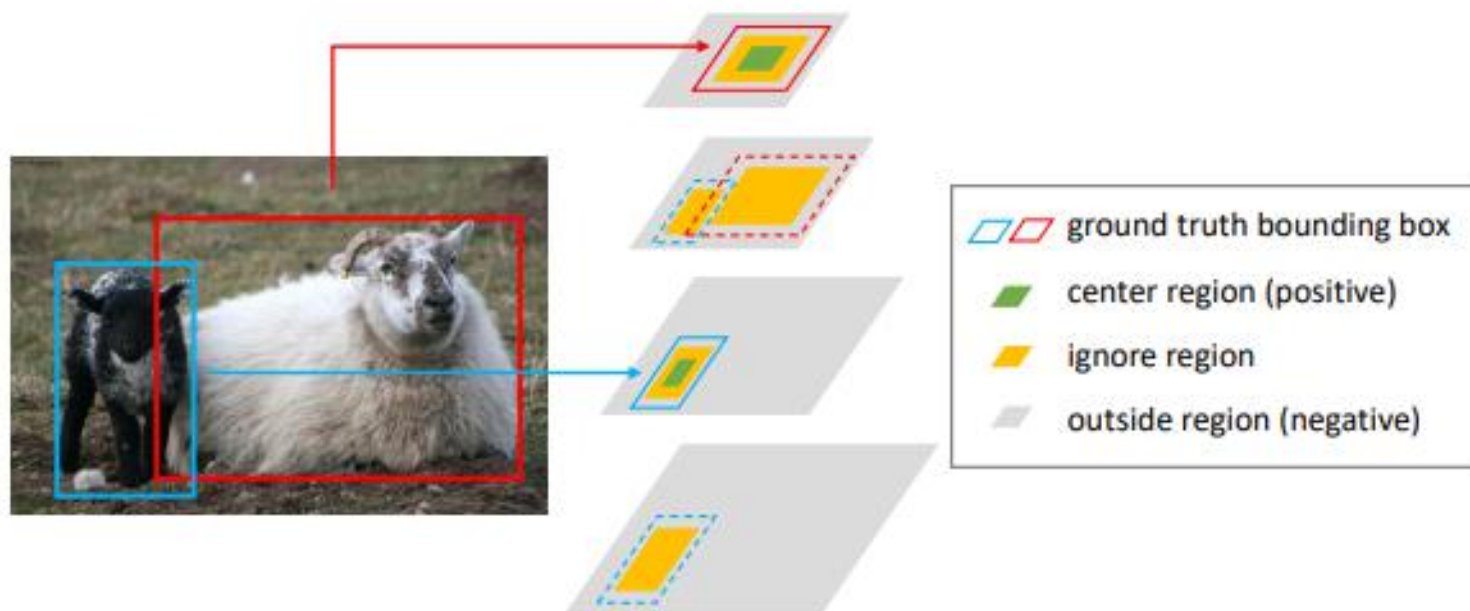 ground truth bounding box
center region (positive)
ignore region
outside region (negative)